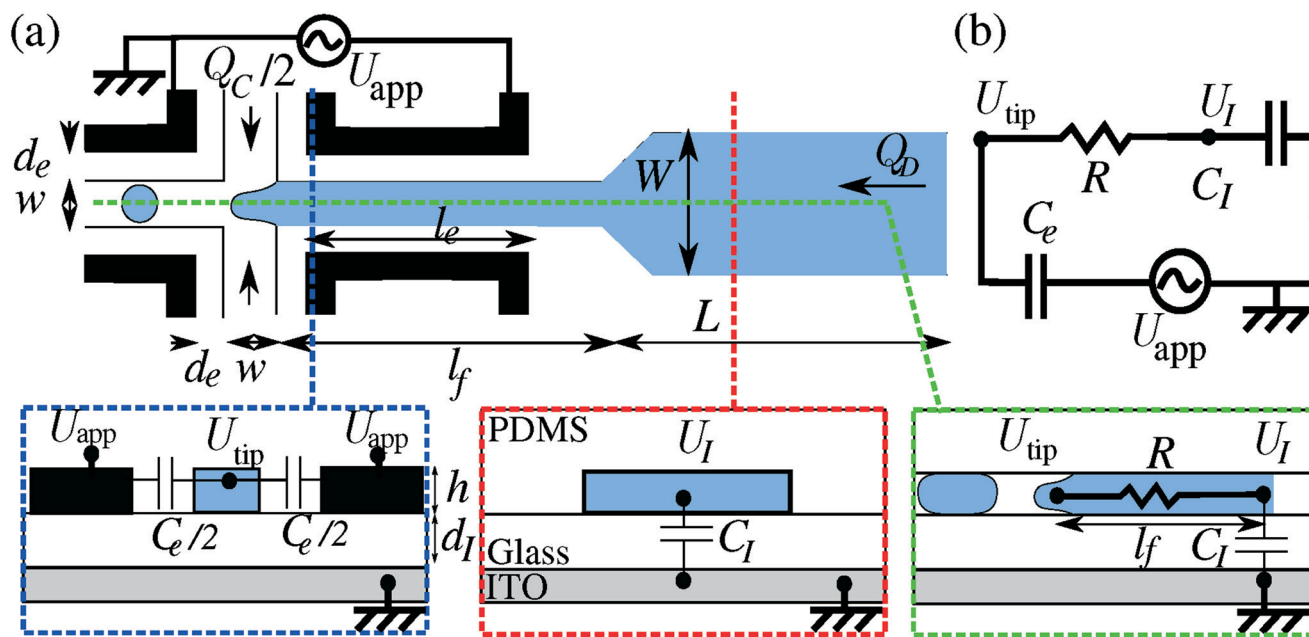 (a)
Q_C/2
U_app
d_e
w
W
Q_D
l_e
L
d_e
w
l_f
(b)
U_tip
U_I
R
C_I
C_e
U_app
U_app
U_tip
U_app
h
C_e/2
C_e/2
d_I
PDMS
U_I
C_I
Glass
ITO
U_tip
R
U_I
l_f
C_I